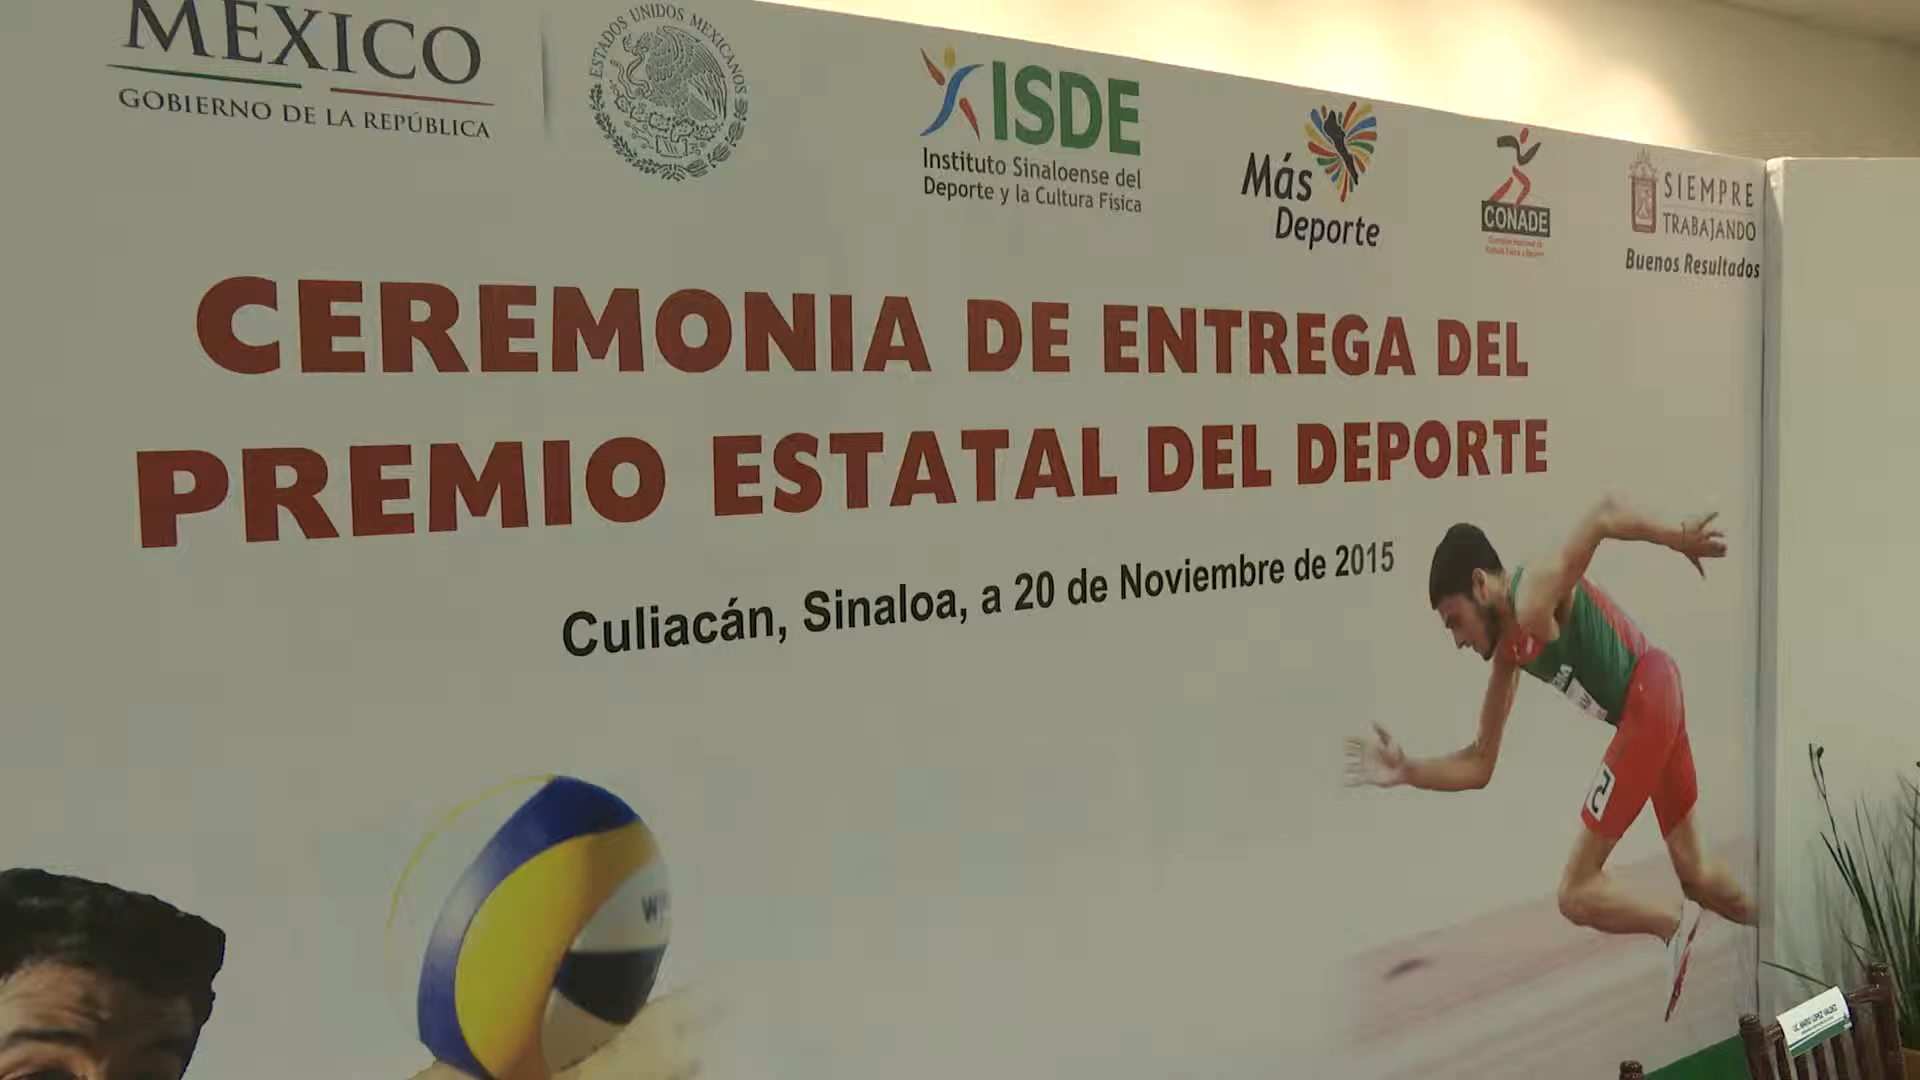 MÉXICO
GOBIERNO DE LA REPÚBLICA
ESTADOS UNIDOS MEXICANOS
ISDE
Instituto Sinaloense del
Deporte y la Cultura Física
Más
Deporte
CONADE
SIEMPRE
TRABAJANDO
Buenos Resultados
CEREMONIA DE ENTREGA DEL
PREMIO ESTATAL DEL DEPORTE
Culiacán, Sinaloa, a 20 de Noviembre de 2015
2